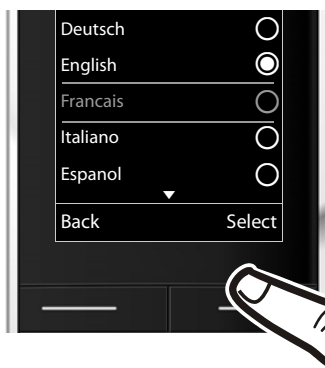 Deutsch
English
Francais
Italiano
Espanol
Back Select